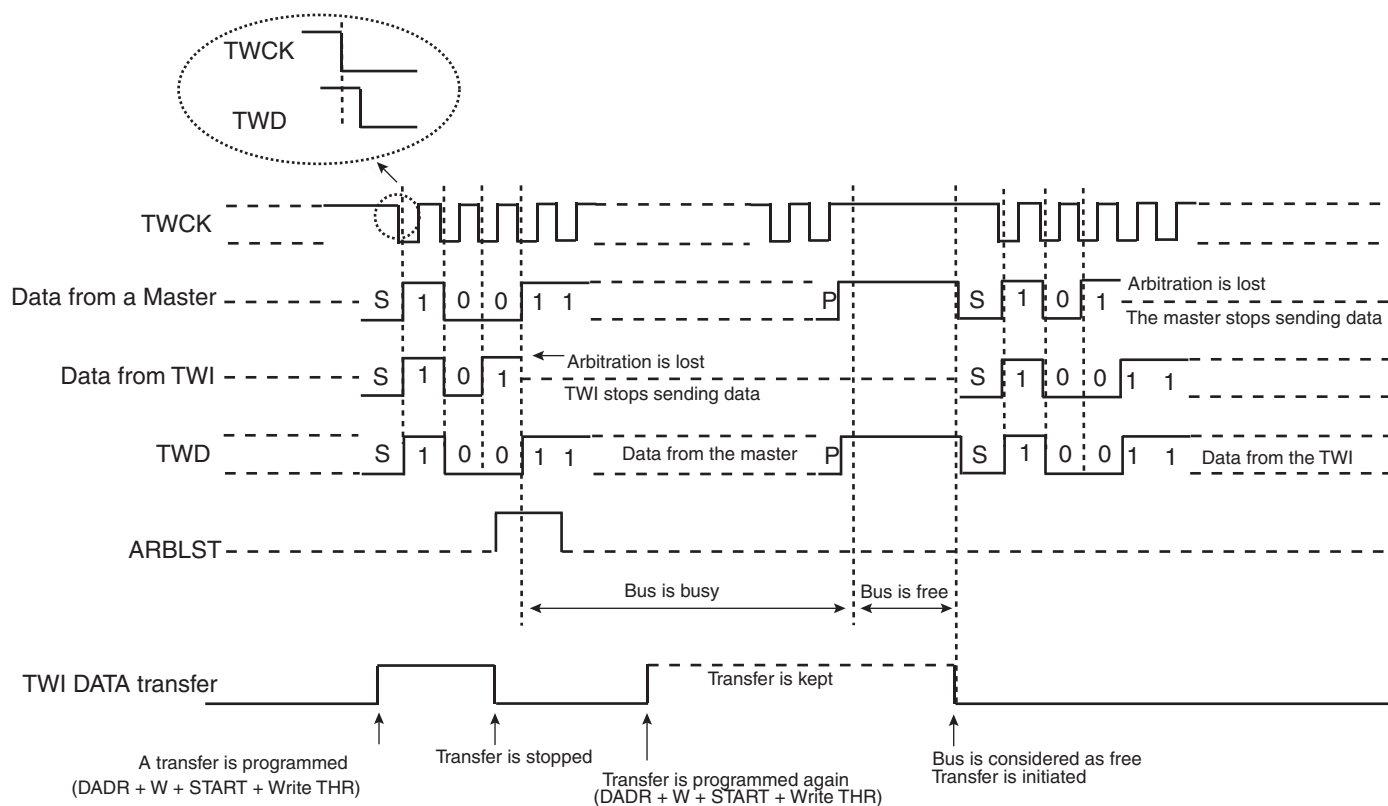 TWCK
TWD
TWCK
Data from a Master
S 1 0 0 1 1
P
S 1 0 1
Arbitration is lost
The master stops sending data
Data from TWI
S 1 0 1
Arbitration is lost
TWI stops sending data
S 1 0 0 1 1
TWD
S 1 0 0 1 1
Data from the master
P
S 1 0 0 1 1
Data from the TWI
ARBLST
Bus is busy
Bus is free
TWI DATA transfer
Transfer is kept
A transfer is programmed
(DADR + W + START + Write THR)
Transfer is stopped
Transfer is programmed again
(DADR + W + START + Write THR)
Bus is considered as free
Transfer is initiated